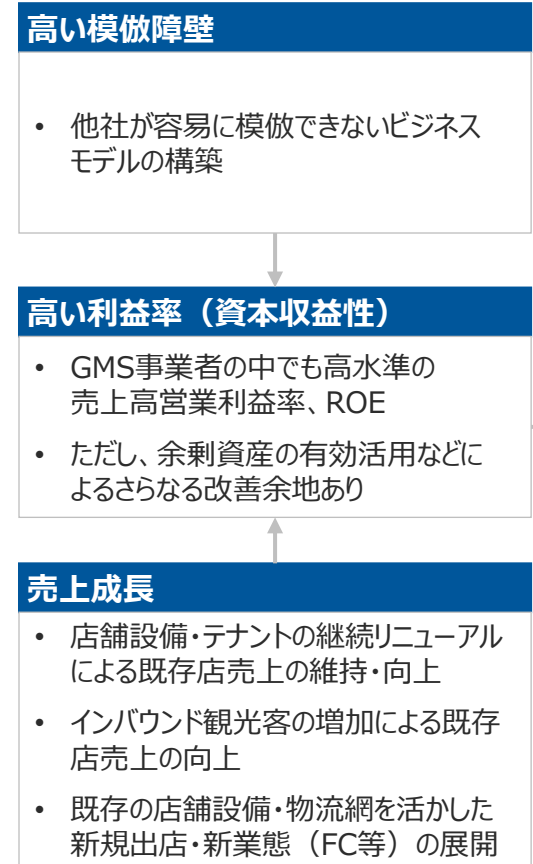 高い模倣障壁
• 他社が容易に模倣できないビジネス
モデルの構築
高い利益率（資本収益性）
• GMS事業者の中でも高水準の
売上高営業利益率、ROE
• ただし、余剰資産の有効活用などに
よるさらなる改善余地あり
売上成長
• 店舗設備・テナントの継続リニューアル
による既存店売上の維持・向上
• インバウンド観光客の増加による既存
店売上の向上
• 既存の店舗設備・物流網を活かした
新規出店・新業態（FC等）の展開